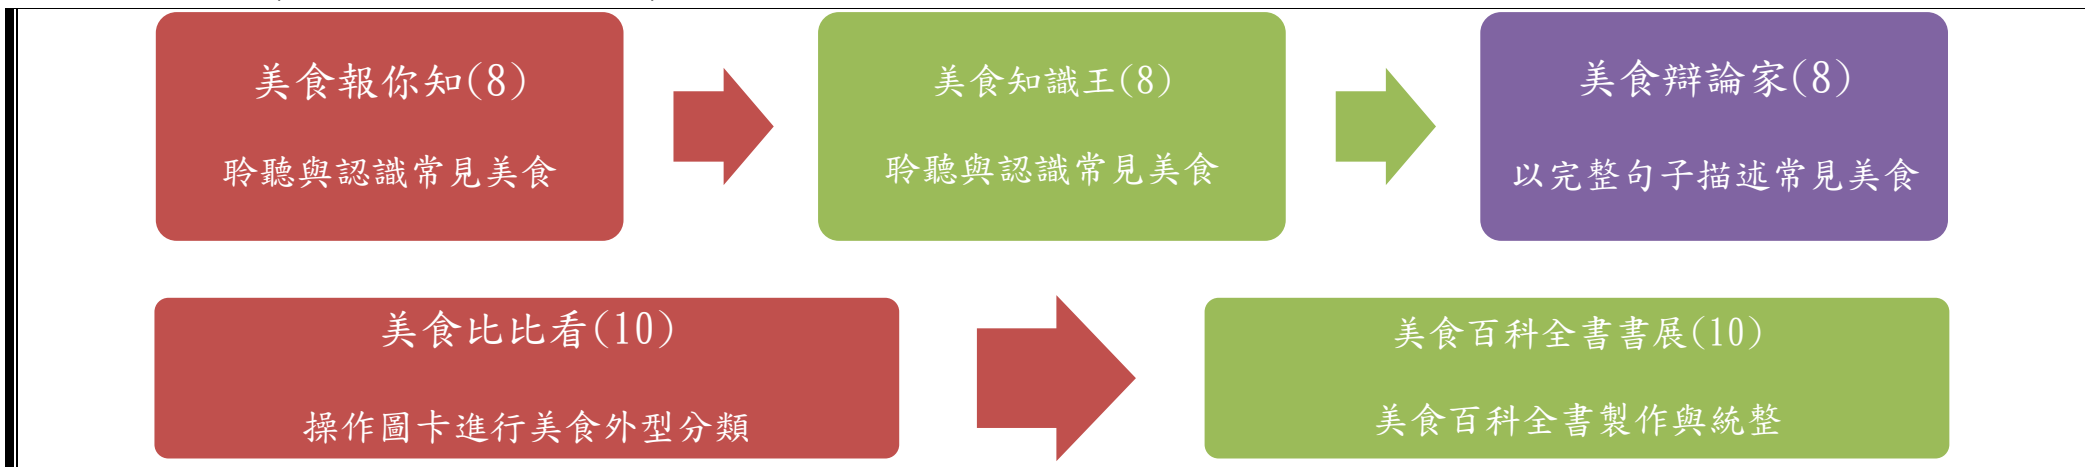 美食報你知(8)
聆聽與認識常見美食
美食知識王(8)
聆聽與認識常見美食
美食辯論家(8)
以完整句子描述常見美食
美食比比看(10)
操作圖卡進行美食外型分類
美食百科全書書展(10)
美食百科全書製作與統整